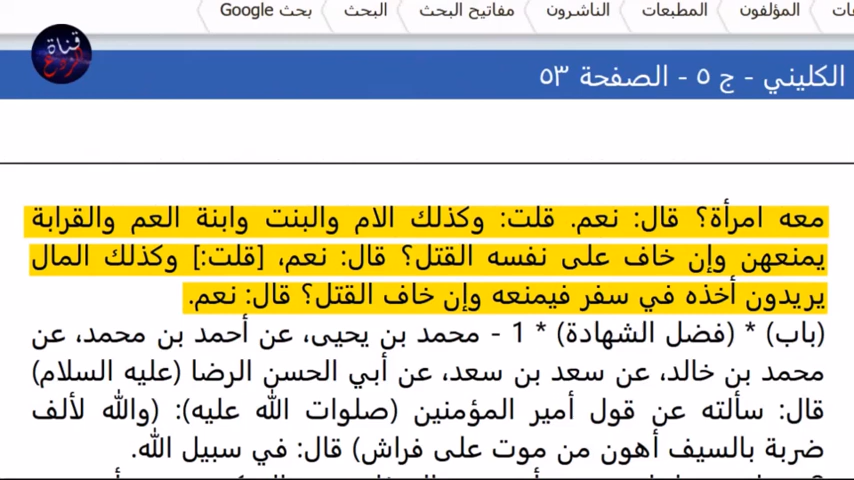 المؤلفون المطبعات الناشرون مفاتيح البحث البحث بحث Google
قناة
الردع
الكليني - ج ٥ - الصفحة ٥٣
معه امرأة؟ قال: نعم. قلت: وكذلك الام والبنت وابنة العم والقرابة
يمنعهن وإن خاف على نفسه القتل؟ قال: نعم، [قلت:] وكذلك المال
يريدون أخذه في سفر فيمنعه وإن خاف القتل؟ قال: نعم.
(باب) * (فضل الشهادة) * 1 - محمد بن يحيى، عن أحمد بن محمد، عن
محمد بن خالد، عن سعد بن سعد، عن أبي الحسن الرضا (عليه السلام)
قال: سألته عن قول أمير المؤمنين (صلوات الله عليه): (والله لألف
ضربة بالسيف أهون من موت على فراش) قال: في سبيل الله.